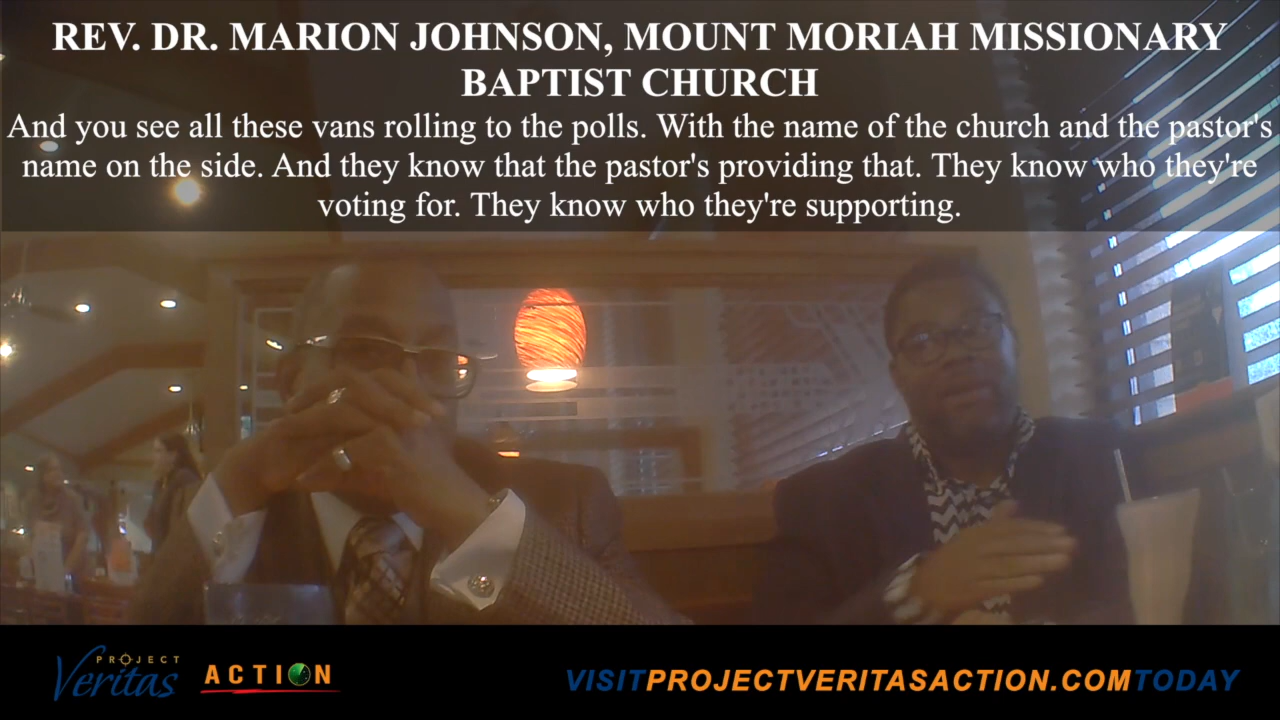 REV. DR. MARION JOHNSON, MOUNT MORIAH MISSIONARY
BAPTIST CHURCH
And you see all these vans rolling to the polls. With the name of the church and the pastor's
name on the side. And they know that the pastor's providing that. They know who they're
voting for. They know who they're supporting.
PROJECT
Veritas ACTION
VISITPROJECTVERITASACTION.COMTODAY